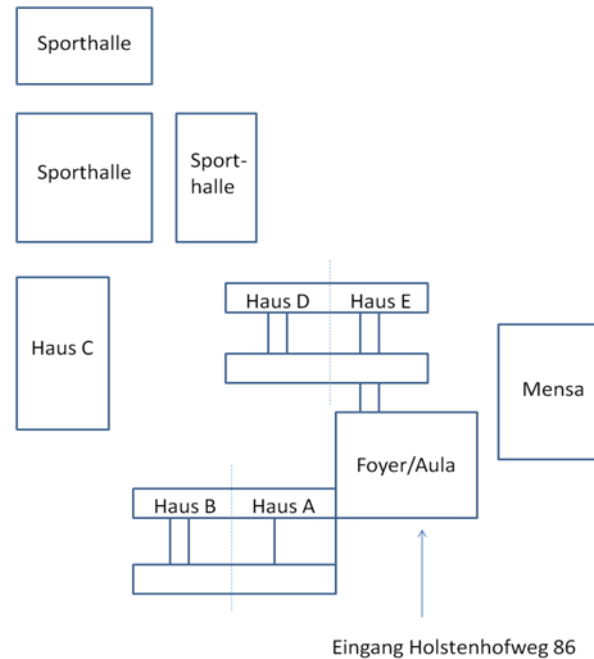 Sporthalle
Sporthalle
Sport-
halle
Haus D
Haus E
Haus C
Mensa
Foyer/Aula
Haus B
Haus A
Eingang Holstenhofweg 86